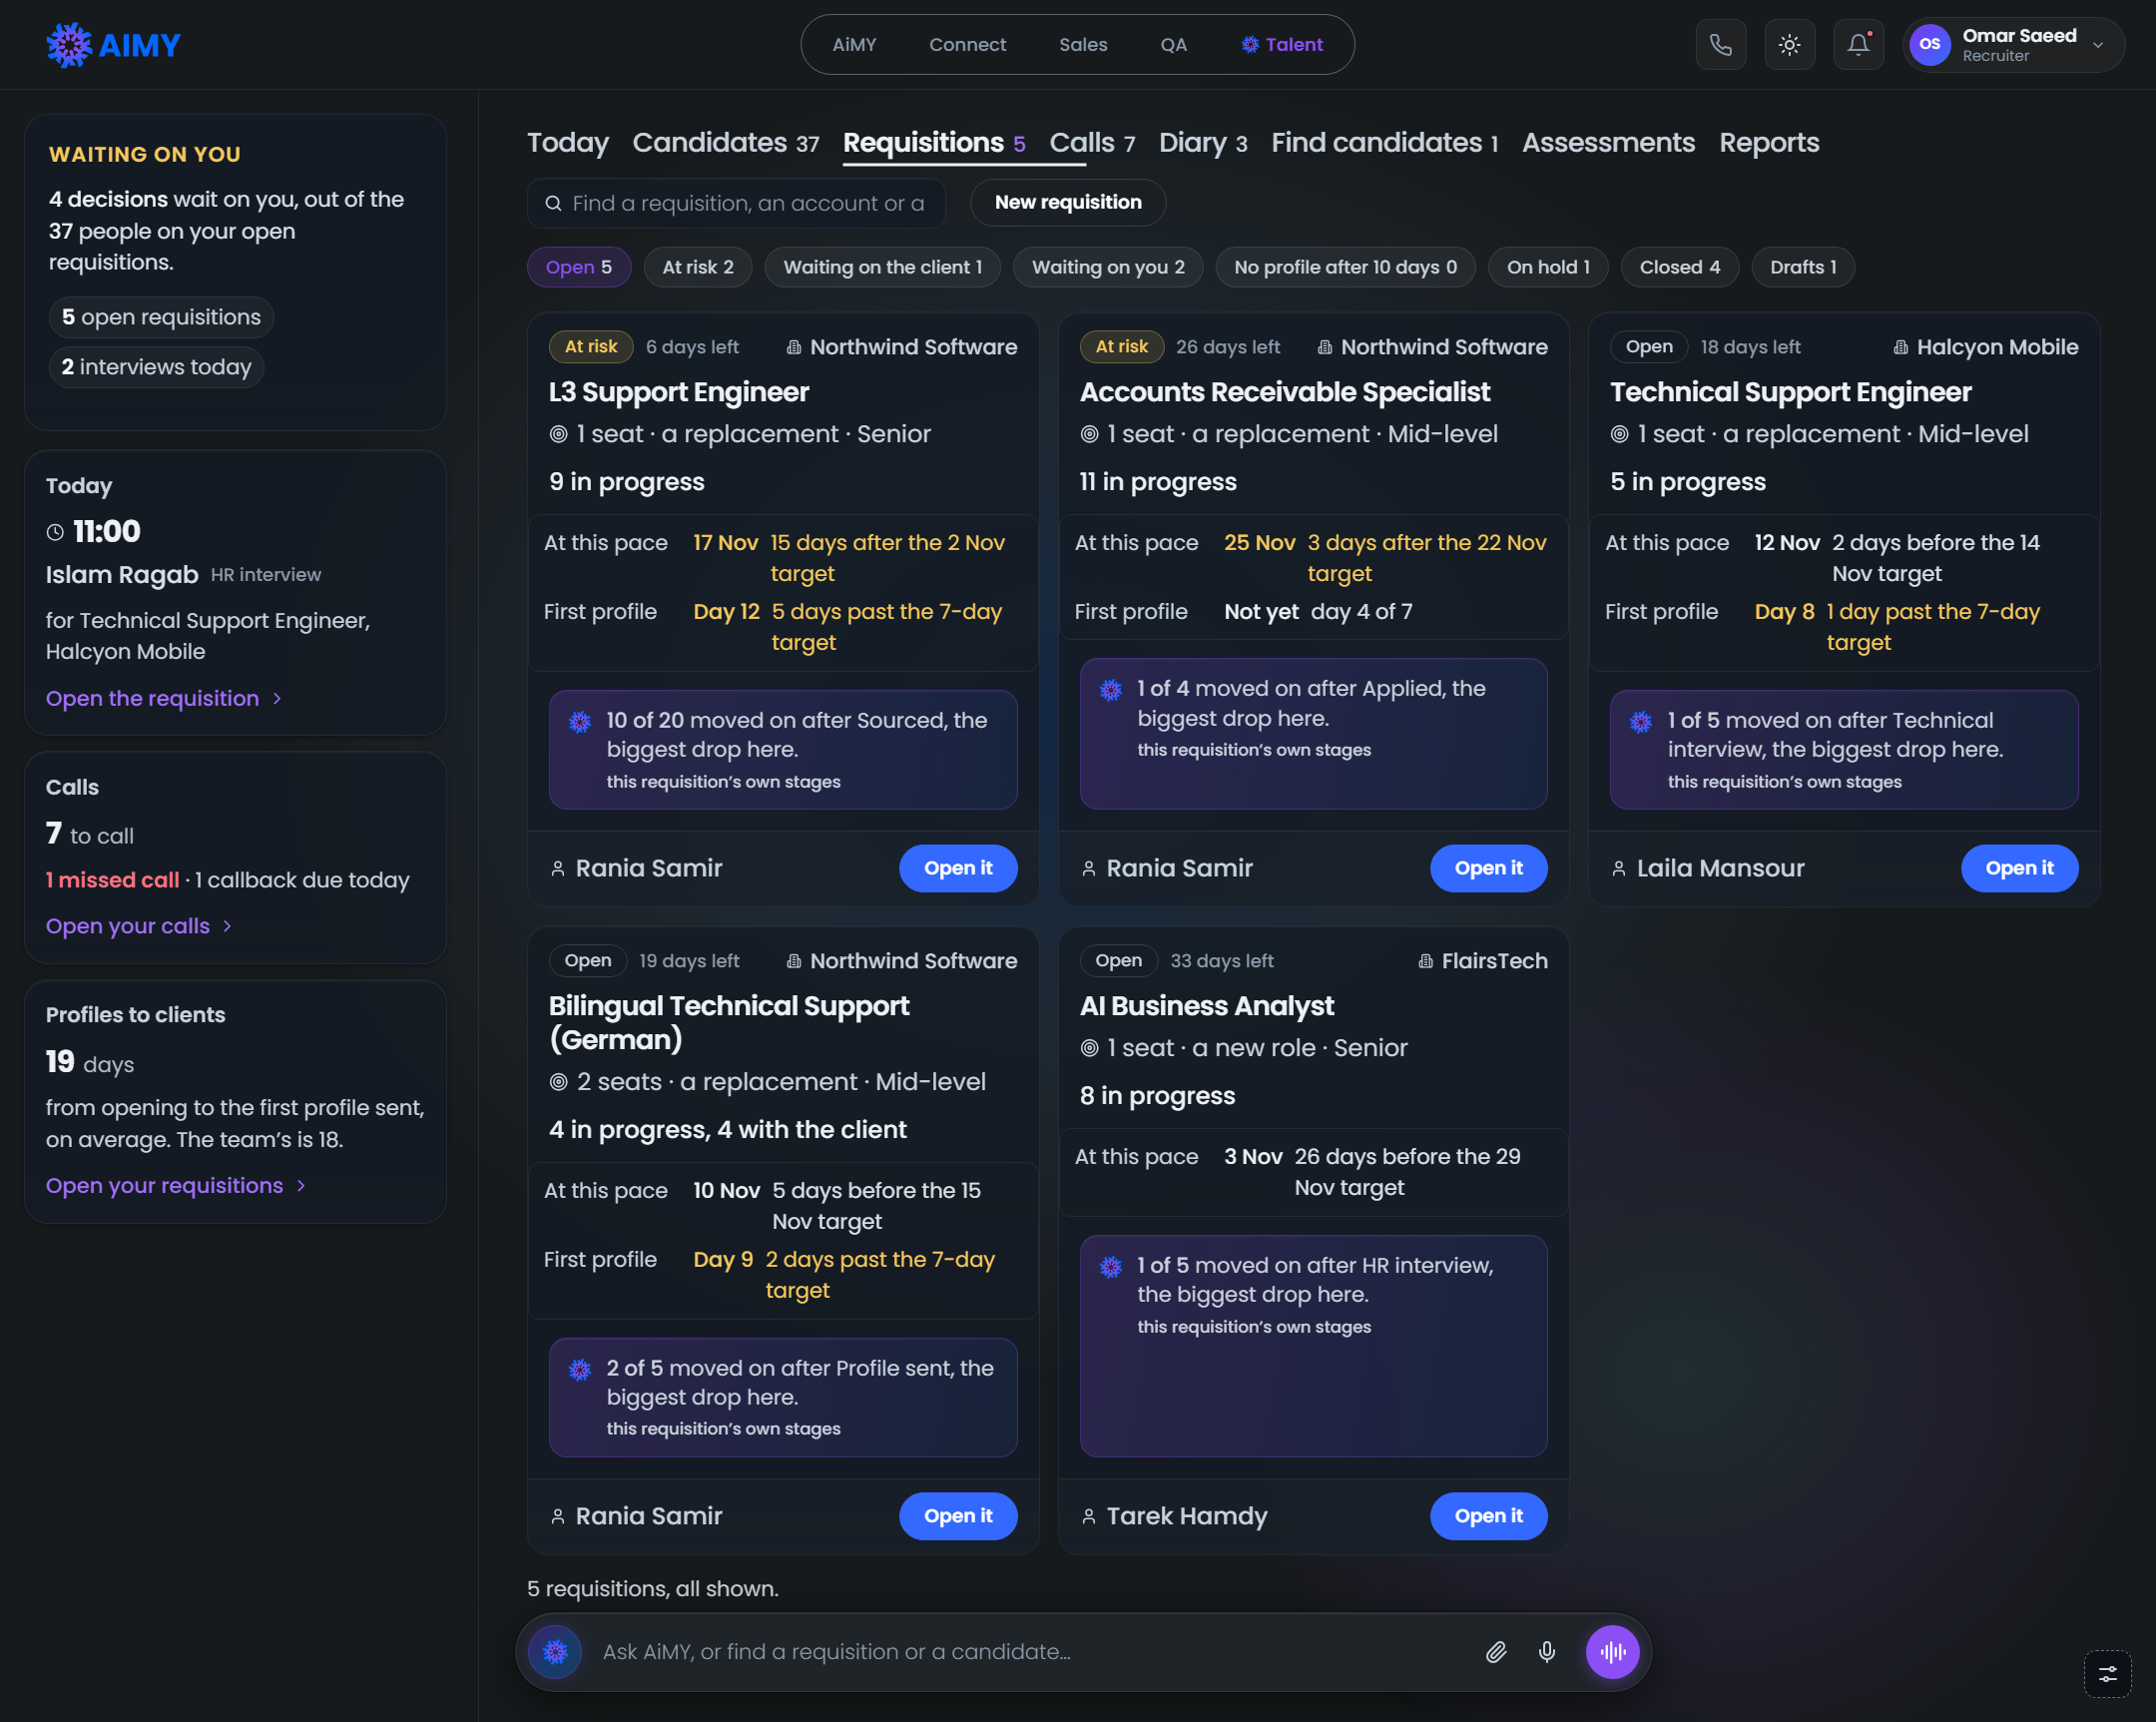 AIMY
AiMY
Connect
Sales
QA
Talent
OS
Omar Saeed
Recruiter
WAITING ON YOU
4 decisions wait on you, out of the
37 people on your open
requisitions.
5 open requisitions
2 interviews today
Today
11:00
Islam Ragab HR interview
for Technical Support Engineer,
Halcyon Mobile
Open the requisition
Calls
7 to call
1 missed call · 1 callback due today
Open your calls
Profiles to clients
19 days
from opening to the first profile sent,
on average. The team’s is 18.
Open your requisitions
Today
Candidates 37
Requisitions 5
Calls 7
Diary 3
Find candidates 1
Assessments
Reports
Find a requisition, an account or a
New requisition
Open 5
At risk 2
Waiting on the client 1
Waiting on you 2
No profile after 10 days 0
On hold 1
Closed 4
Drafts 1
At risk 6 days left Northwind Software
L3 Support Engineer
1 seat · a replacement · Senior
9 in progress
At this pace 17 Nov 15 days after the 2 Nov
target
First profile Day 12 5 days past the 7-day
target
10 of 20 moved on after Sourced, the
biggest drop here.
this requisition’s own stages
Rania Samir
Open it
At risk 26 days left Northwind Software
Accounts Receivable Specialist
1 seat · a replacement · Mid-level
11 in progress
At this pace 25 Nov 3 days after the 22 Nov
target
First profile Not yet day 4 of 7
1 of 4 moved on after Applied, the
biggest drop here.
this requisition’s own stages
Rania Samir
Open it
Open 18 days left Halcyon Mobile
Technical Support Engineer
1 seat · a replacement · Mid-level
5 in progress
At this pace 12 Nov 2 days before the 14
Nov target
First profile Day 8 1 day past the 7-day
target
1 of 5 moved on after Technical
interview, the biggest drop here.
this requisition’s own stages
Laila Mansour
Open it
Open 19 days left Northwind Software
Bilingual Technical Support
(German)
2 seats · a replacement · Mid-level
4 in progress, 4 with the client
At this pace 10 Nov 5 days before the 15
Nov target
First profile Day 9 2 days past the 7-day
target
2 of 5 moved on after Profile sent, the
biggest drop here.
this requisition’s own stages
Rania Samir
Open it
Open 33 days left FlairsTech
AI Business Analyst
1 seat · a new role · Senior
8 in progress
At this pace 3 Nov 26 days before the 29
Nov target
1 of 5 moved on after HR interview,
the biggest drop here.
this requisition’s own stages
Tarek Hamdy
Open it
5 requisitions, all shown.
Ask AiMY, or find a requisition or a candidate...